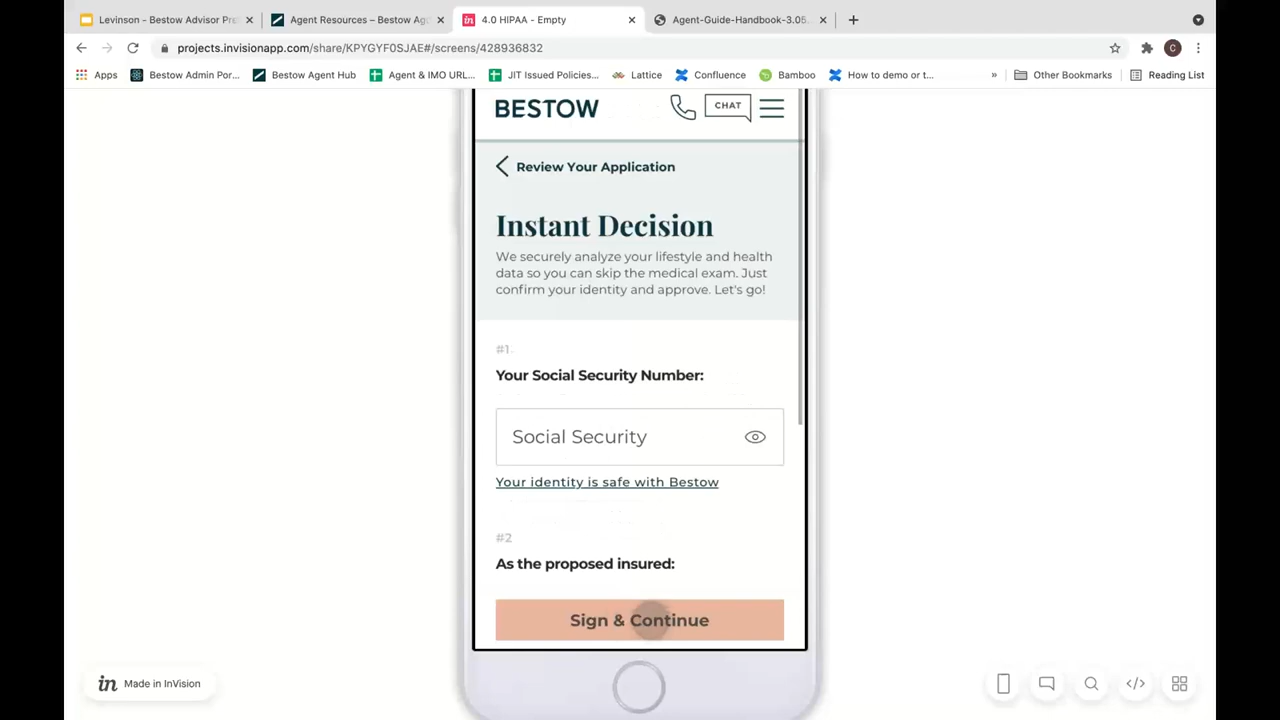 Levinson - Bestow Advisor Pre
Agent Resources – Bestow Age
in 4.0 HIPAA - Empty
Agent-Guide-Handbook-3.05.
projects.invisionapp.com/share/KPYGYF0SJAE#/screens/428936832
C
Apps
Bestow Admin Por...
Bestow Agent Hub
Agent & IMO URL...
JIT Issued Policies...
Lattice
Confluence
Bamboo
How to demo or t...
»
Other Bookmarks
Reading List
BESTOW
CHAT
Review Your Application
Instant Decision
We securely analyze your lifestyle and health
data so you can skip the medical exam. Just
confirm your identity and approve. Let's go!
#1.
Your Social Security Number:
Social Security
Your identity is safe with Bestow
#2
As the proposed insured:
Sign & Continue
in Made in InVision